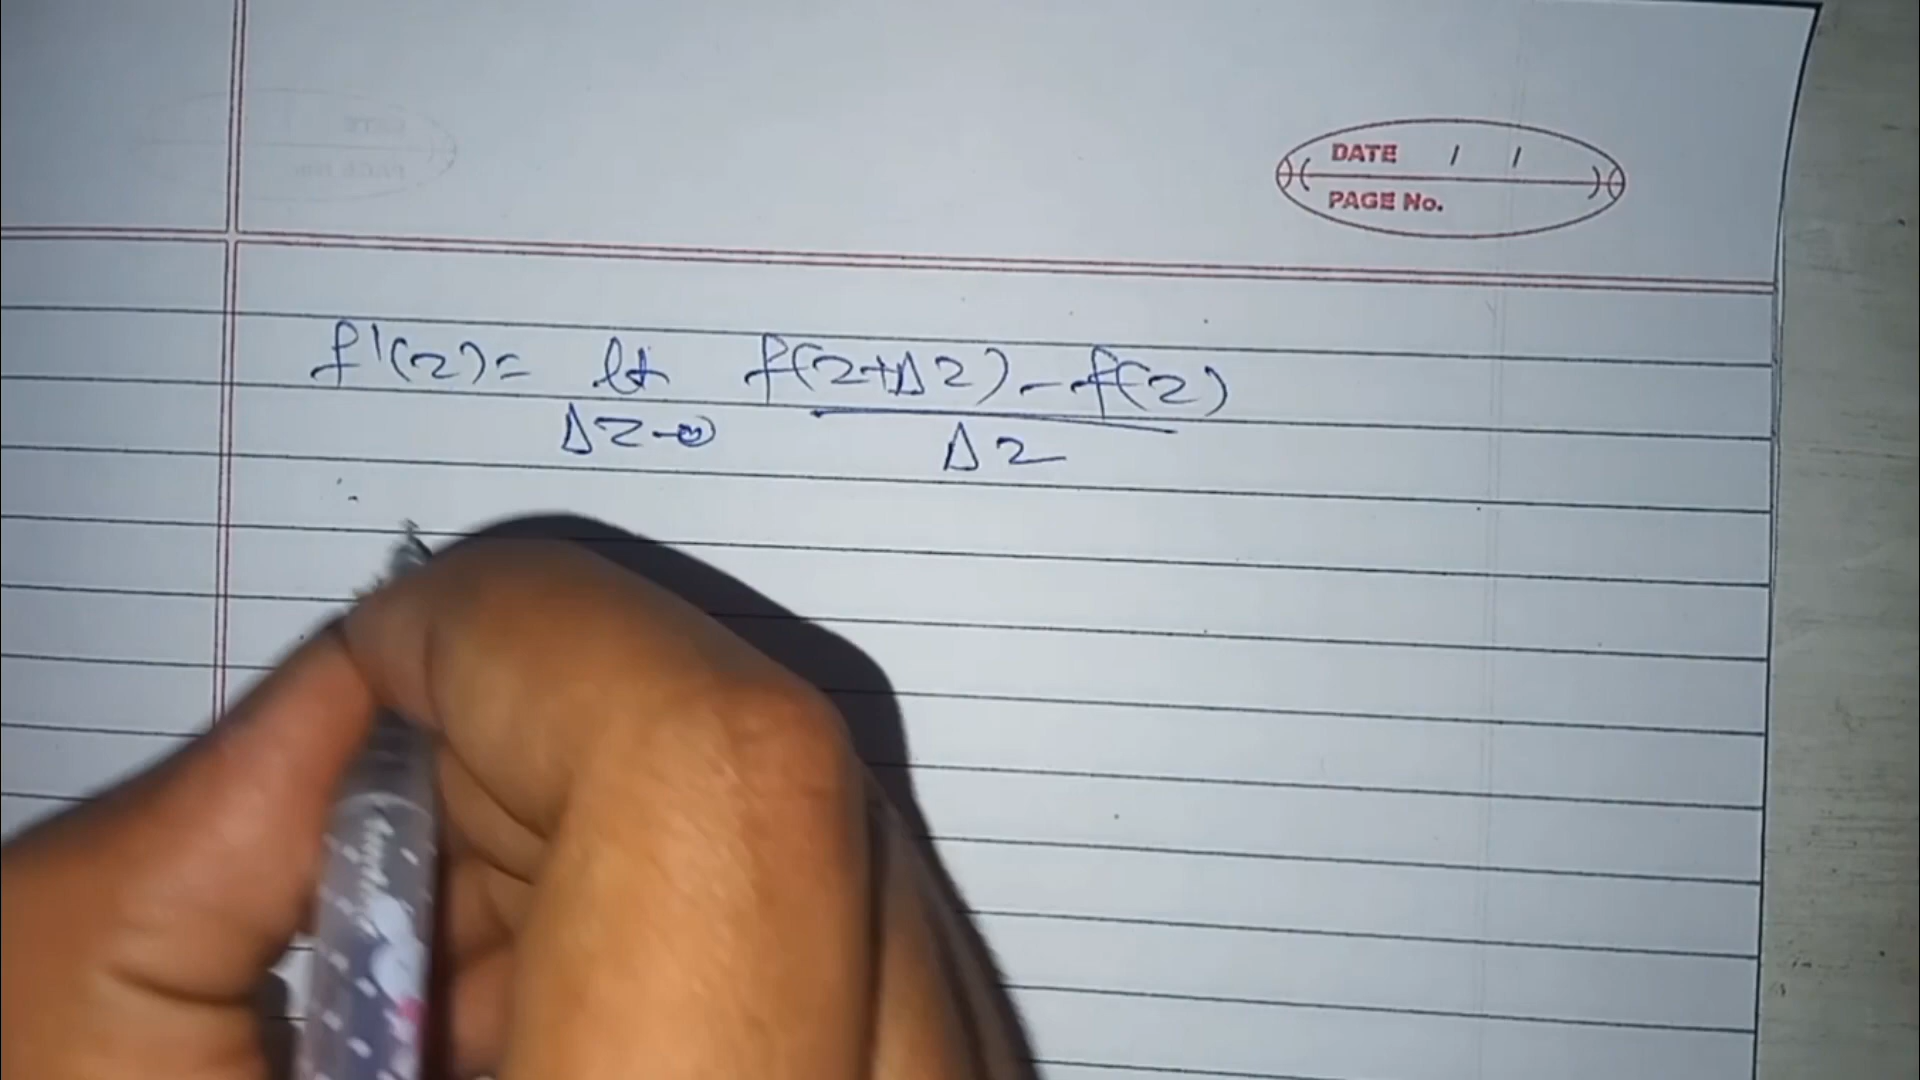 DATE / /
PAGE No.
f'(z) = lt f(z+Δz) - f(z)
Δz→0 Δz
∴